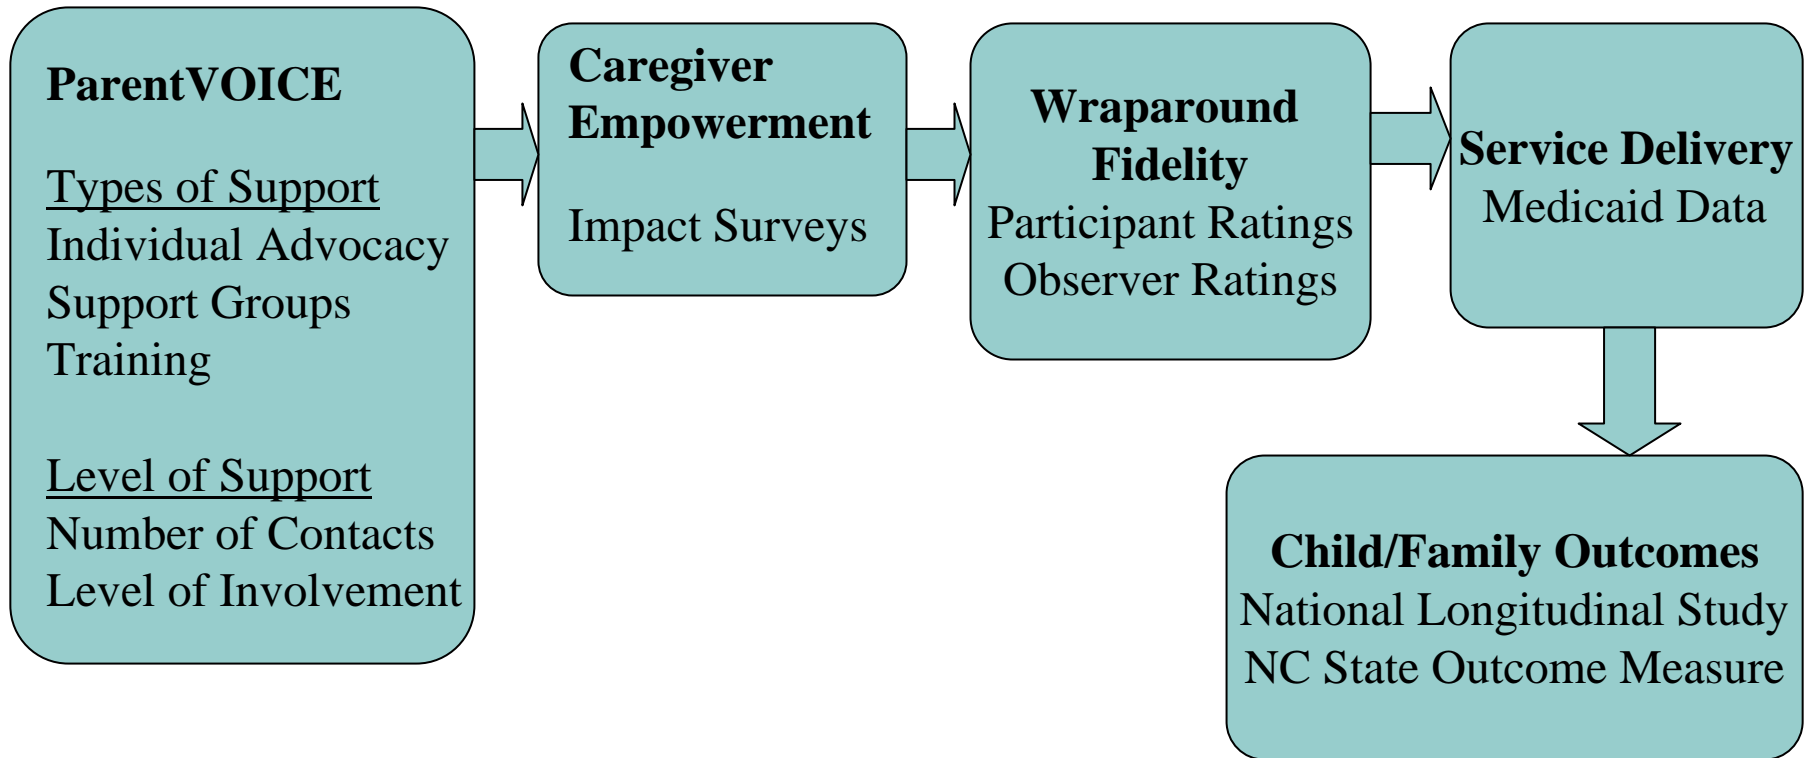 ParentVOICE
Types of Support
Individual Advocacy
Support Groups
Training
Level of Support
Number of Contacts
Level of Involvement
Caregiver
Empowerment
Impact Surveys
Wraparound
Fidelity
Participant Ratings
Observer Ratings
Service Delivery
Medicaid Data
Child/Family Outcomes
National Longitudinal Study
NC State Outcome Measure